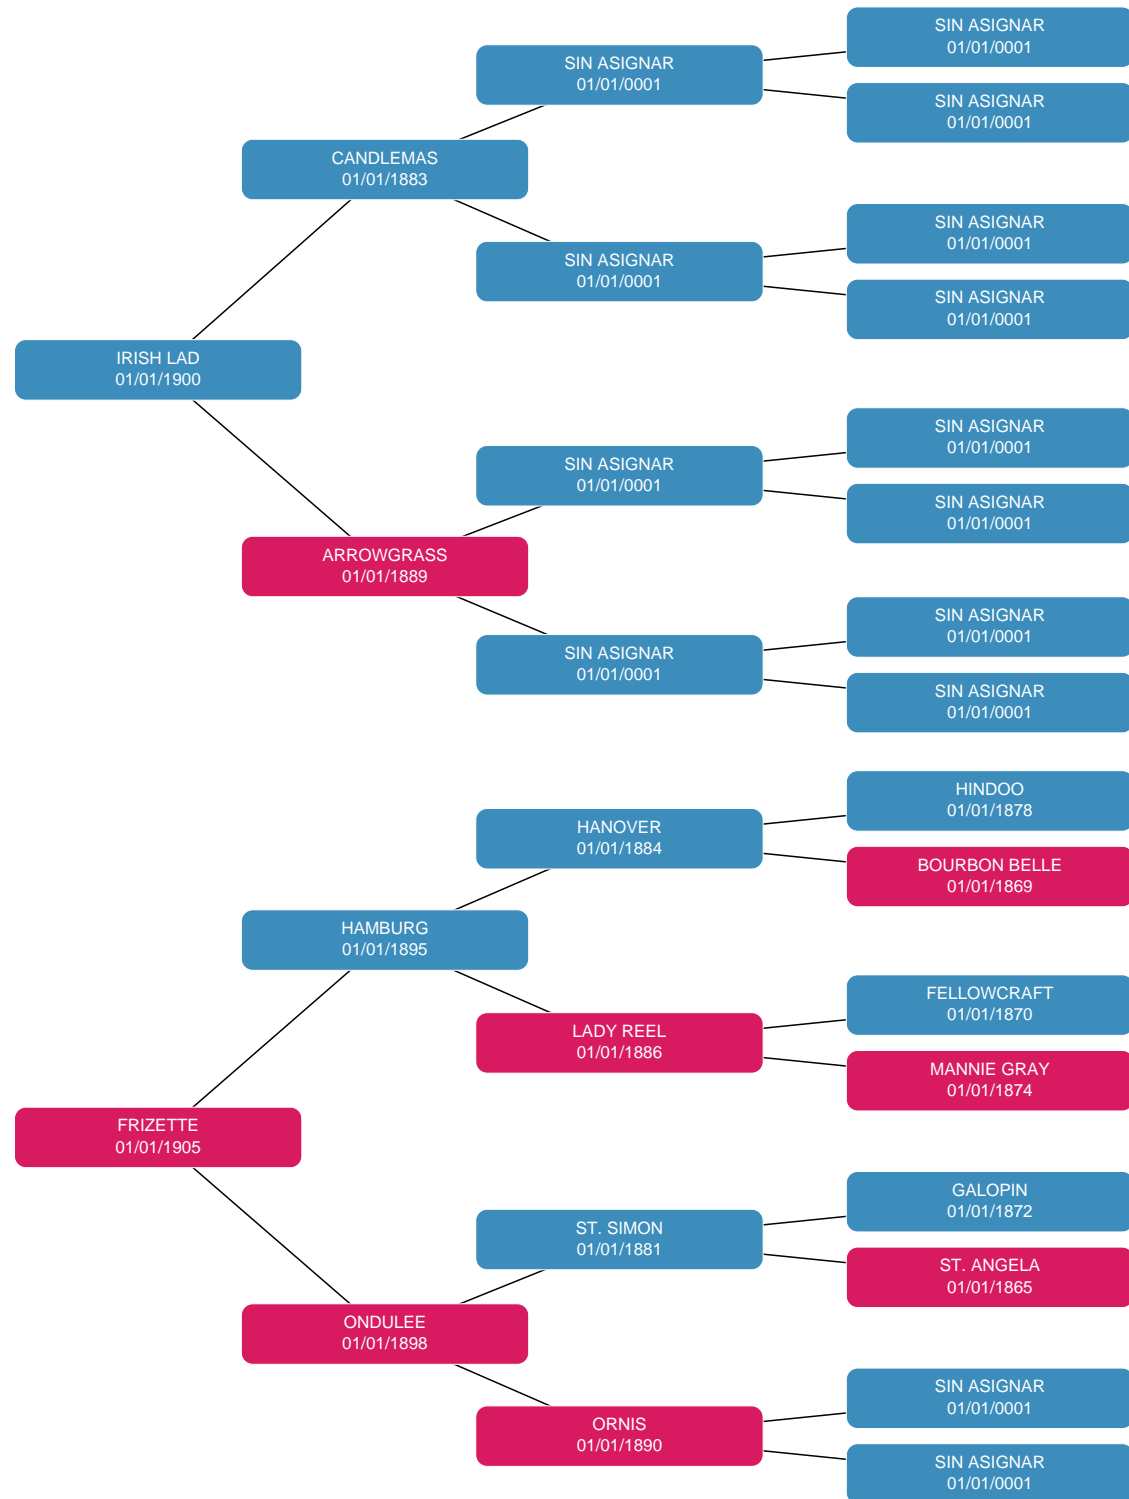 SIN ASIGNAR
01/01/0001
SIN ASIGNAR
01/01/0001
SIN ASIGNAR
01/01/0001
CANDLEMAS
01/01/1883
SIN ASIGNAR
01/01/0001
SIN ASIGNAR
01/01/0001
SIN ASIGNAR
01/01/0001
IRISH LAD
01/01/1900
SIN ASIGNAR
01/01/0001
SIN ASIGNAR
01/01/0001
SIN ASIGNAR
01/01/0001
ARROWGRASS
01/01/1889
SIN ASIGNAR
01/01/0001
SIN ASIGNAR
01/01/0001
SIN ASIGNAR
01/01/0001
HINDOO
01/01/1878
HANOVER
01/01/1884
BOURBON BELLE
01/01/1869
HAMBURG
01/01/1895
FELLOWCRAFT
01/01/1870
LADY REEL
01/01/1886
MANNIE GRAY
01/01/1874
FRIZETTE
01/01/1905
GALOPIN
01/01/1872
ST. SIMON
01/01/1881
ST. ANGELA
01/01/1865
ONDULEE
01/01/1898
SIN ASIGNAR
01/01/0001
ORNIS
01/01/1890
SIN ASIGNAR
01/01/0001